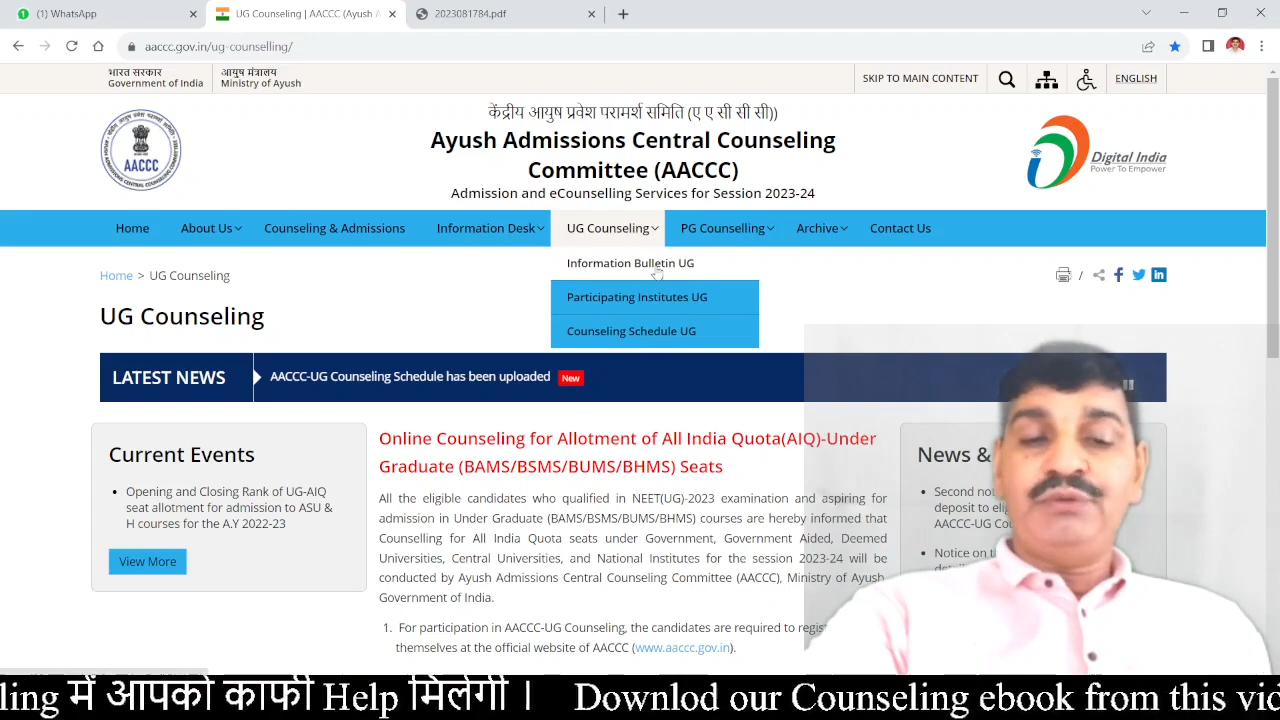 WhatsApp
UG Counseling | AACCC (Ayush A
2023081784.pdf
aaccc.gov.in/ug-counselling/
भारत सरकार
Government of India
आयुष मंत्रालय
Ministry of Ayush
SKIP TO MAIN CONTENT
ENGLISH
AACCC
केंद्रीय आयुष प्रवेश परामर्श समिति (ए ए सी सी सी))
Ayush Admissions Central Counseling
Committee (AACCC)
Admission and eCounselling Services for Session 2023-24
Digital India
Power To Empower
Home
About Us
Counseling & Admissions
Information Desk
UG Counseling
PG Counselling
Archive
Contact Us
Information Bulletin UG
Participating Institutes UG
Counseling Schedule UG
Home > UG Counseling
UG Counseling
LATEST NEWS
AACCC-UG Counseling Schedule has been uploaded New
Current Events
• Opening and Closing Rank of UG-AIQ
seat allotment for admission to ASU &
H courses for the A.Y 2022-23
View More
Online Counseling for Allotment of All India Quota(AIQ)-Under
Graduate (BAMS/BSMS/BUMS/BHMS) Seats
All the eligible candidates who qualified in NEET(UG)-2023 examination and aspiring for
admission in Under Graduate (BAMS/BSMS/BUMS/BHMS) courses are hereby informed that
Counselling for All India Quota seats under Government, Government Aided, Deemed
Universities, Central Universities, and National Institutes for the session 2023-24 will be
conducted by Ayush Admissions Central Counseling Committee (AACCC), Ministry of Ayush,
Government of India.
1. For participation in AACCC-UG Counseling, the candidates are required to regis
themselves at the official website of AACCC (www.aaccc.gov.in).
News &
• Second no
deposit to eli
AACCC-UG Cou
• Notice on t
deta
ling में आपको काफी Help मिलेगी । Downlod our Counseling ebook from this vid